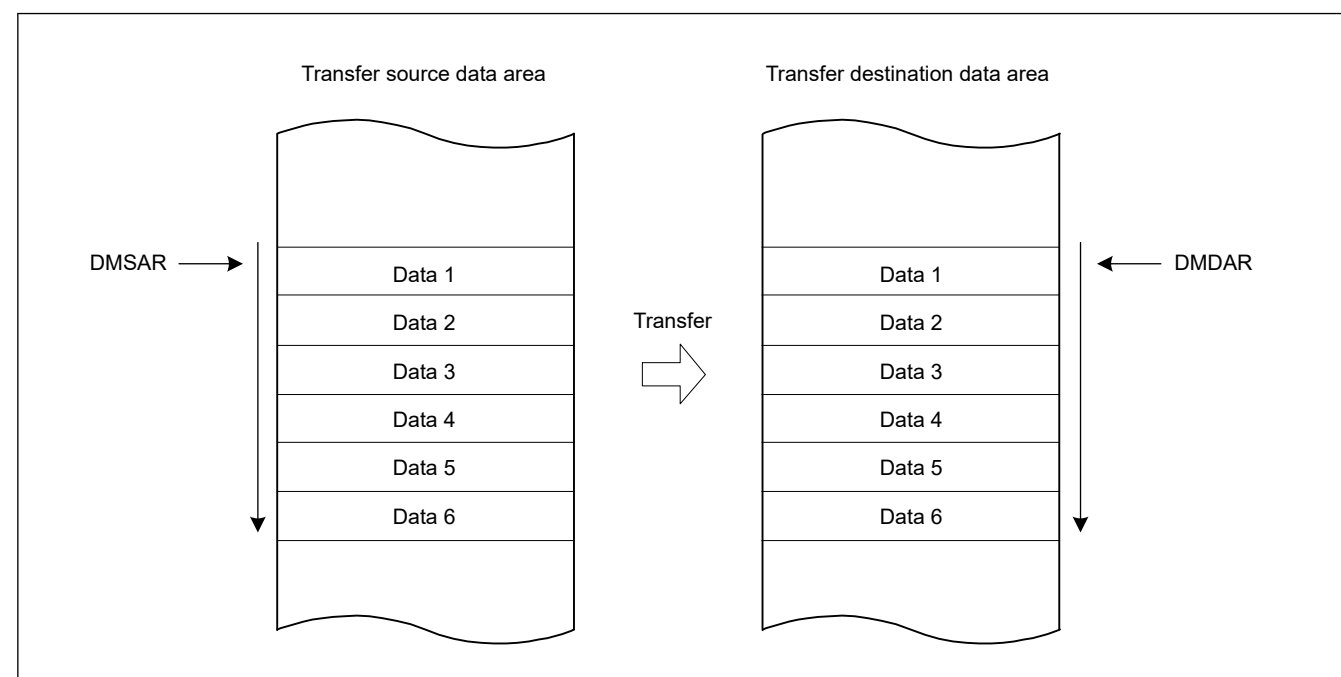 Transfer source data area
Transfer destination data area
DMSAR
Data 1
Data 2
Data 3
Data 4
Data 5
Data 6
Transfer
Data 1
Data 2
Data 3
Data 4
Data 5
Data 6
DMDAR